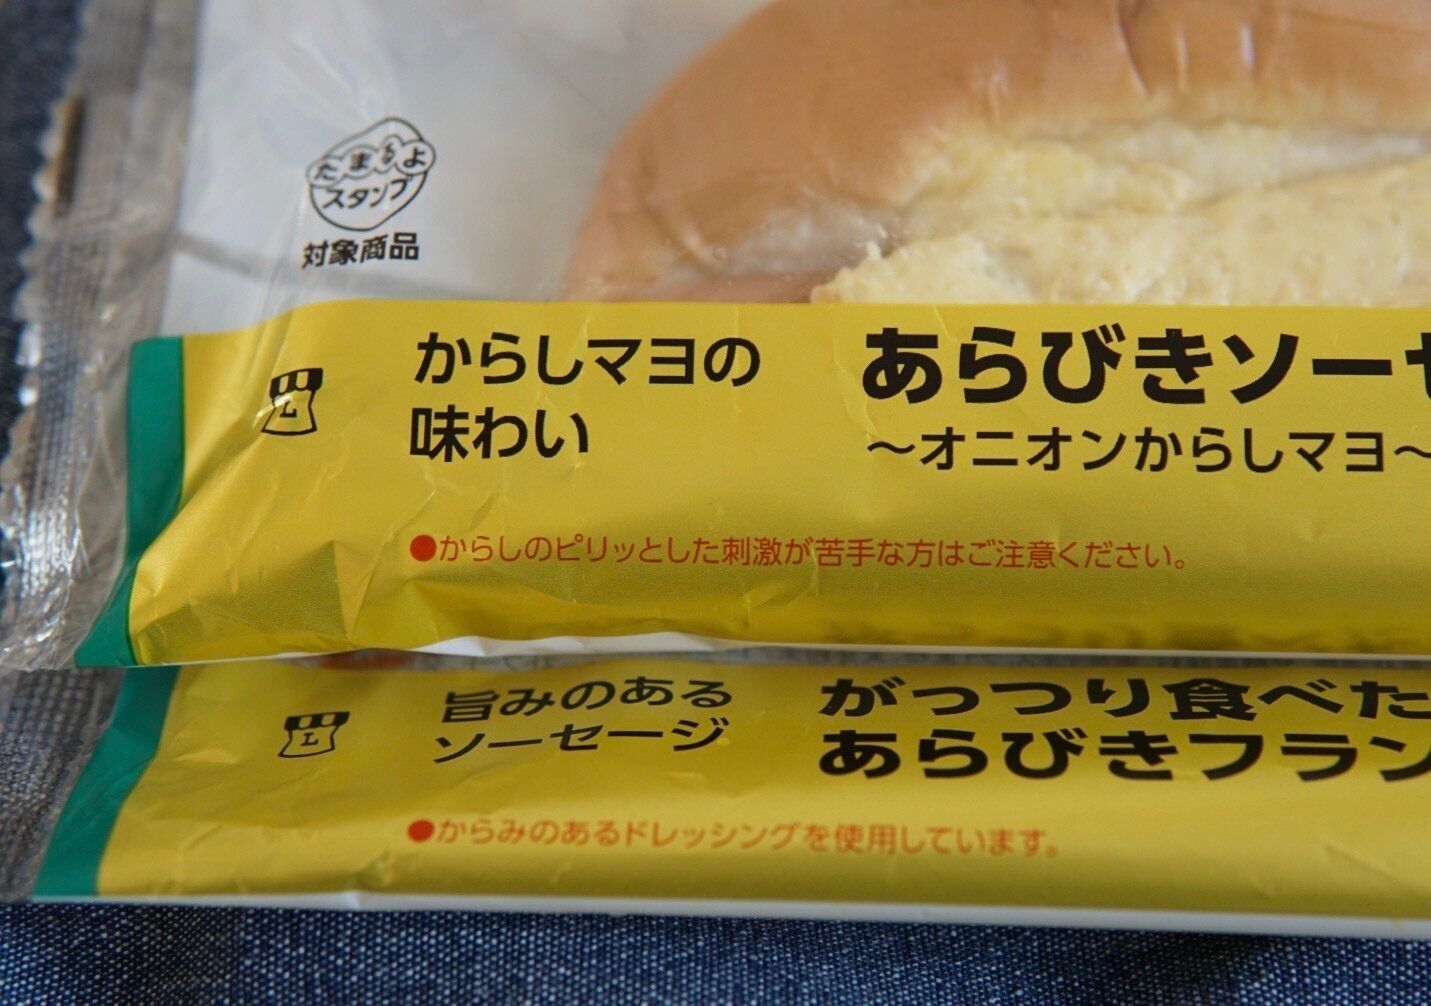 たまるよ
スタンプ
対象商品
からしマヨの
味わい
あらびきソーセ
～オニオンからしマヨ～
●からしのピリッとした刺激が苦手な方はご注意ください。
L
旨みのある
ソーセージ
がっつり食べた
あらびきフラン
●からみのあるドレッシングを使用しています。
L